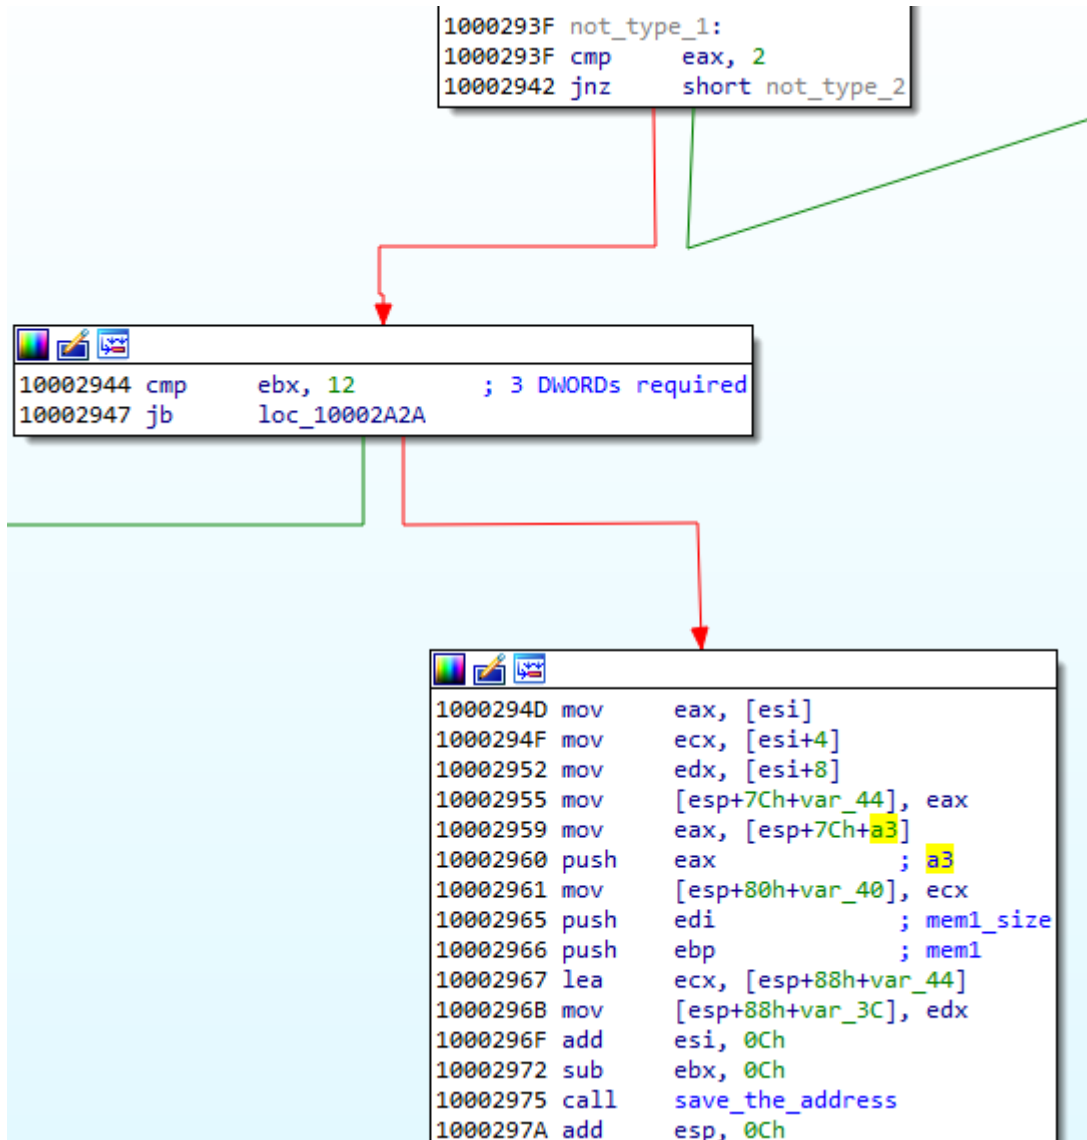 1000293F not_type_1:
1000293F cmp eax, 2
10002942 jnz short not_type_2
10002944 cmp ebx, 12 ; 3 DWORDs required
10002947 jb loc_10002A2A
1000294D mov eax, [esi]
1000294F mov ecx, [esi+4]
10002952 mov edx, [esi+8]
10002955 mov [esp+7Ch+var_44], eax
10002959 mov eax, [esp+7Ch+a3]
10002960 push eax ; a3
10002961 mov [esp+80h+var_40], ecx
10002965 push edi ; mem1_size
10002966 push ebp ; mem1
10002967 lea ecx, [esp+88h+var_44]
1000296B mov [esp+88h+var_3C], edx
1000296F add esi, 0Ch
10002972 sub ebx, 0Ch
10002975 call save_the_address
1000297A add esp, 0Ch